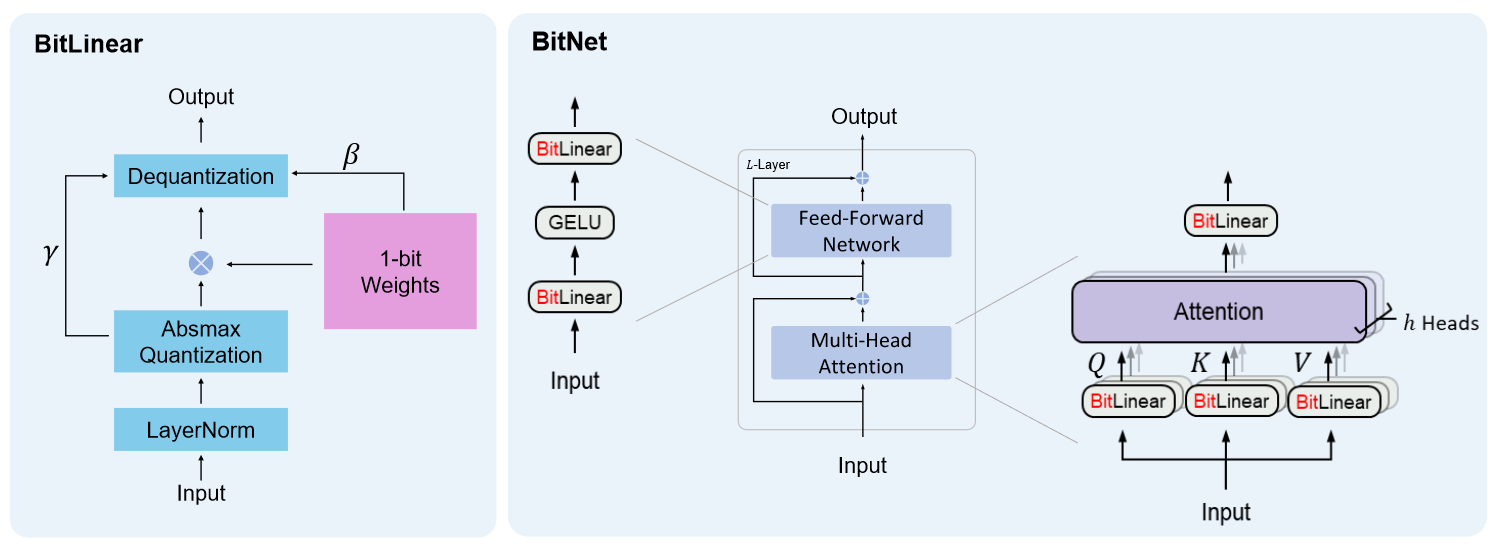 BitLinear
Output
Dequantization
β
γ
1-bit
Weights
Absmax
Quantization
LayerNorm
Input
BitNet
BitLinear
GELU
BitLinear
Input
Output
L-Layer
Feed-Forward
Network
Multi-Head
Attention
Input
BitLinear
Attention
h Heads
Q
K
V
BitLinear
BitLinear
BitLinear
Input